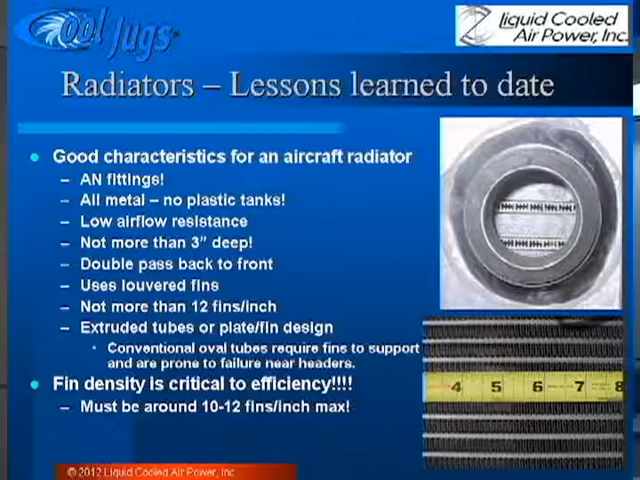 Cool Jugs
Liquid Cooled
Air Power, Inc.
Radiators – Lessons learned to date
Good characteristics for an aircraft radiator
– AN fittings!
– All metal – no plastic tanks!
– Low airflow resistance
– Not more than 3" deep!
– Double pass back to front
– Uses louvered fins
– Not more than 12 fins/inch
– Extruded tubes or plate/fin design
• Conventional oval tubes require fins to support
and are prone to failure near headers.
Fin density is critical to efficiency!!!!
– Must be around 10-12 fins/inch max!
4 5 6 7 8
© 2012 Liquid Cooled Air Power, Inc